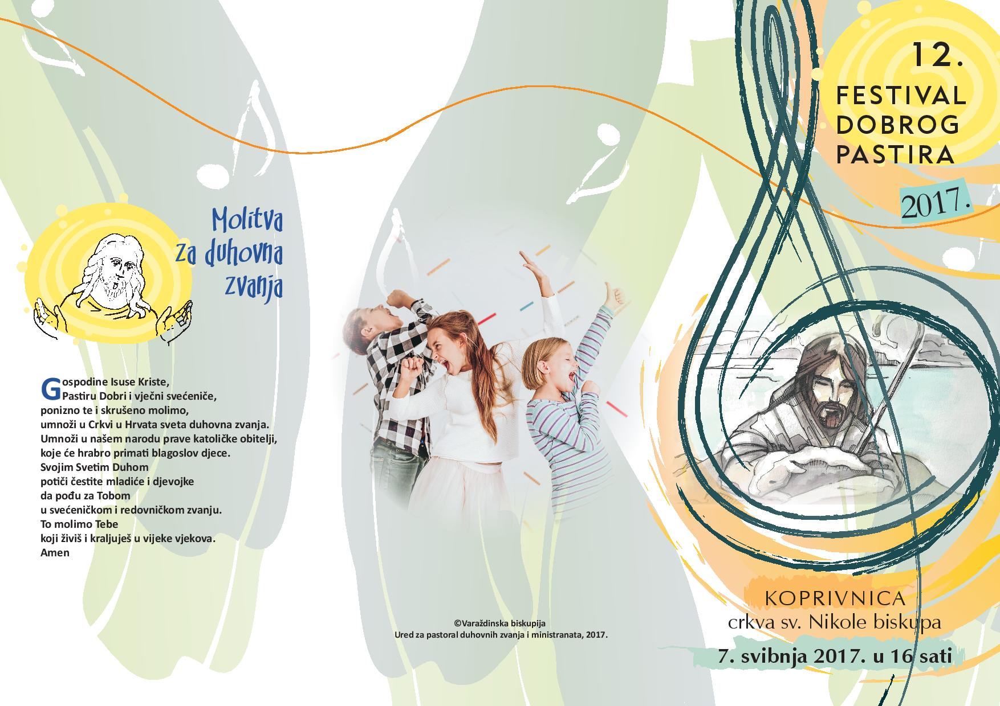 Molitva
za duhovna
zvanja
Gospodine Isuse Kriste,
Pastiru Dobri i vječni svećeniče,
ponizno te i skrušeno molimo,
umnoži u Crkvi u Hrvata sveta duhovna zvanja.
Umnoži u našem narodu prave katoličke obitelji,
koje će hrabro primati blagoslov djece.
Svojim Svetim Duhom
potiči čestite mladiće i djevojke
da pođu za Tobom
u svećeničkom i redovničkom zvanju.
To molimo Tebe
koji živiš i kraljuješ u vijeke vjekova.
Amen
©Varaždinska biskupija
Ured za pastoral duhovnih zvanja i ministranata, 2017.
12.
FESTIVAL
DOBROG
PASTIRA
2017.
KOPRIVNICA
crkva sv. Nikole biskupa
7. svibnja 2017. u 16 sati